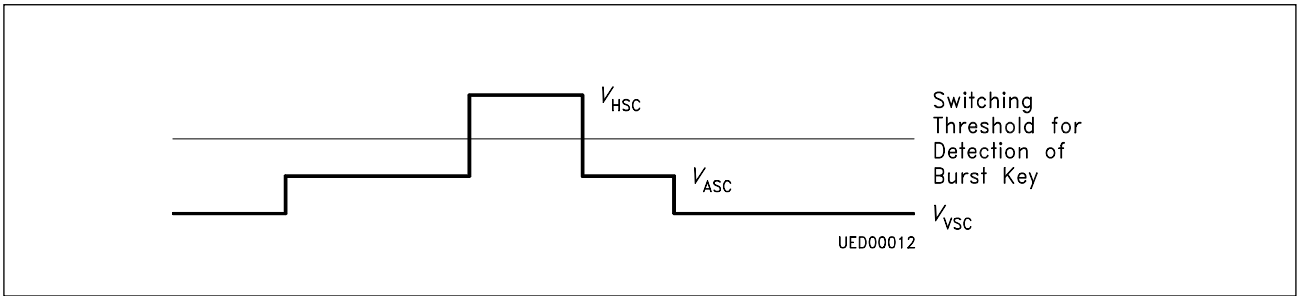 V_HSC
Switching
Threshold for
Detection of
Burst Key
V_ASC
V_VSC
UED00012